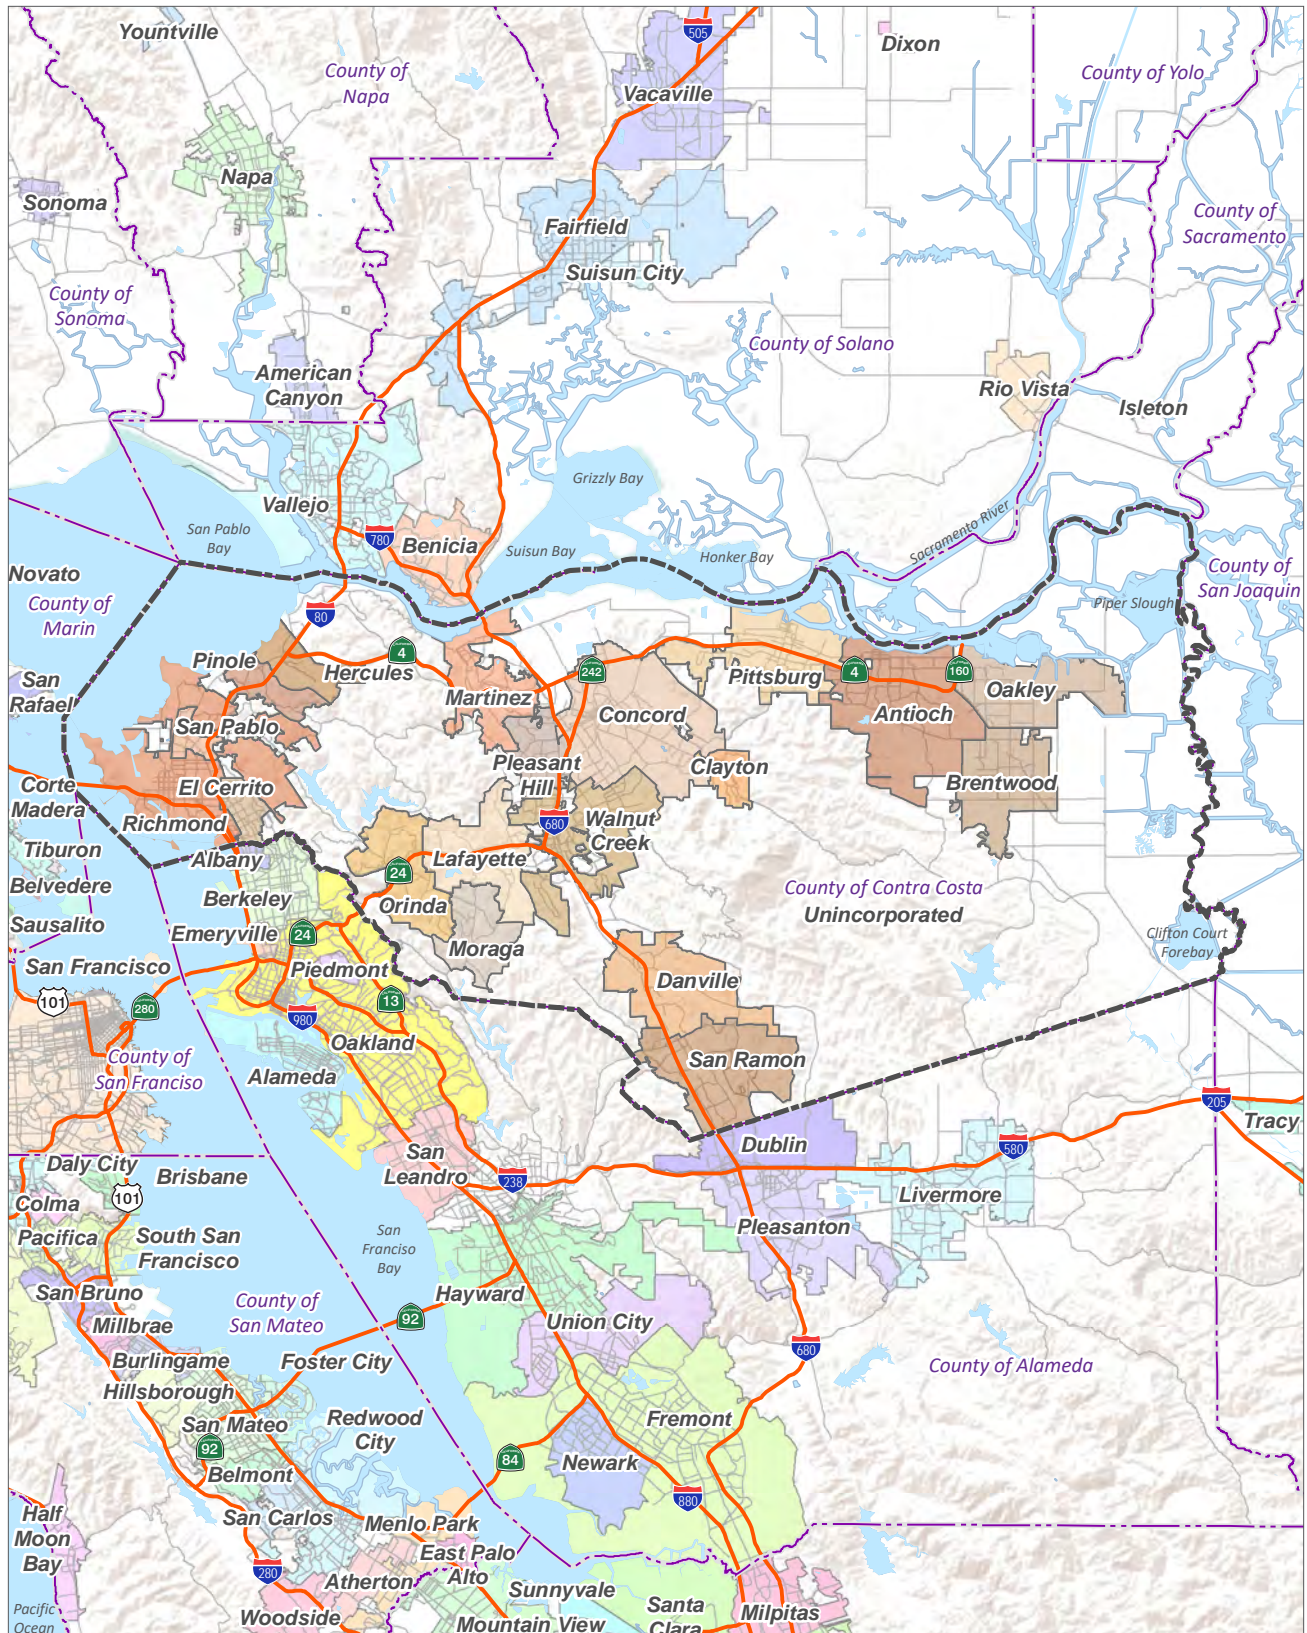 Yountville
505
Dixon
County of
Napa
County of Yolo
Vacaville
Napa
Sonoma
County of
Sacramento
Fairfield
Suisun City
County of
Sonoma
County of Solano
American
Canyon
Rio Vista
Isleton
Grizzly Bay
Vallejo
San Pablo
Bay
780
Benicia
Suisun Bay
Honker Bay
Sacramento River
Novato
County of
San Joaquin
County of
Marin
80
Piper Slough
Pinole
4
Hercules
242
Pittsburg
4
160
San
Rafael
Martinez
Oakley
San Pablo
Concord
Antioch
Pleasant
Hill
Clayton
Corte
Madera
El Cerrito
Brentwood
Richmond
680
Walnut
Creek
Tiburon
Albany
Lafayette
24
Belvedere
Berkeley
Orinda
County of Contra Costa
Unincorporated
Sausalito
Emeryville
24
Moraga
Clifton Court
Forebay
San Francisco
Piedmont
Danville
101
280
13
980
Oakland
County of
San Franciso
San Ramon
Alameda
205
Tracy
Daly City
Brisbane
San
Leandro
Dublin
580
238
101
Colma
Livermore
Pacifica
South San
Francisco
San
Franciso
Bay
Pleasanton
San Bruno
Hayward
County of
San Mateo
92
Millbrae
Union City
680
Burlingame
Foster City
County of Alameda
Hillsborough
San Mateo
Redwood
City
Fremont
92
84
Newark
Belmont
880
Half
Moon
Bay
San Carlos
Menlo Park
East Palo
Alto
280
Atherton
Sunnyvale
Pacific
Ocean
Woodside
Mountain View
Santa
Clara
Milpitas